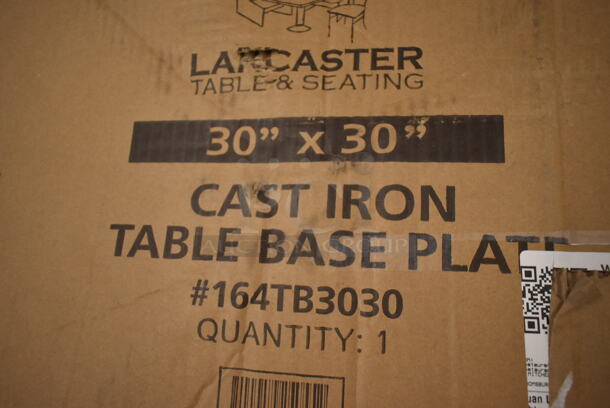 LANCASTER
TABLE & SEATING
30” x 30”
CAST IRON
TABLE BASE PLATE
#164TB3030
QUANTITY: 1